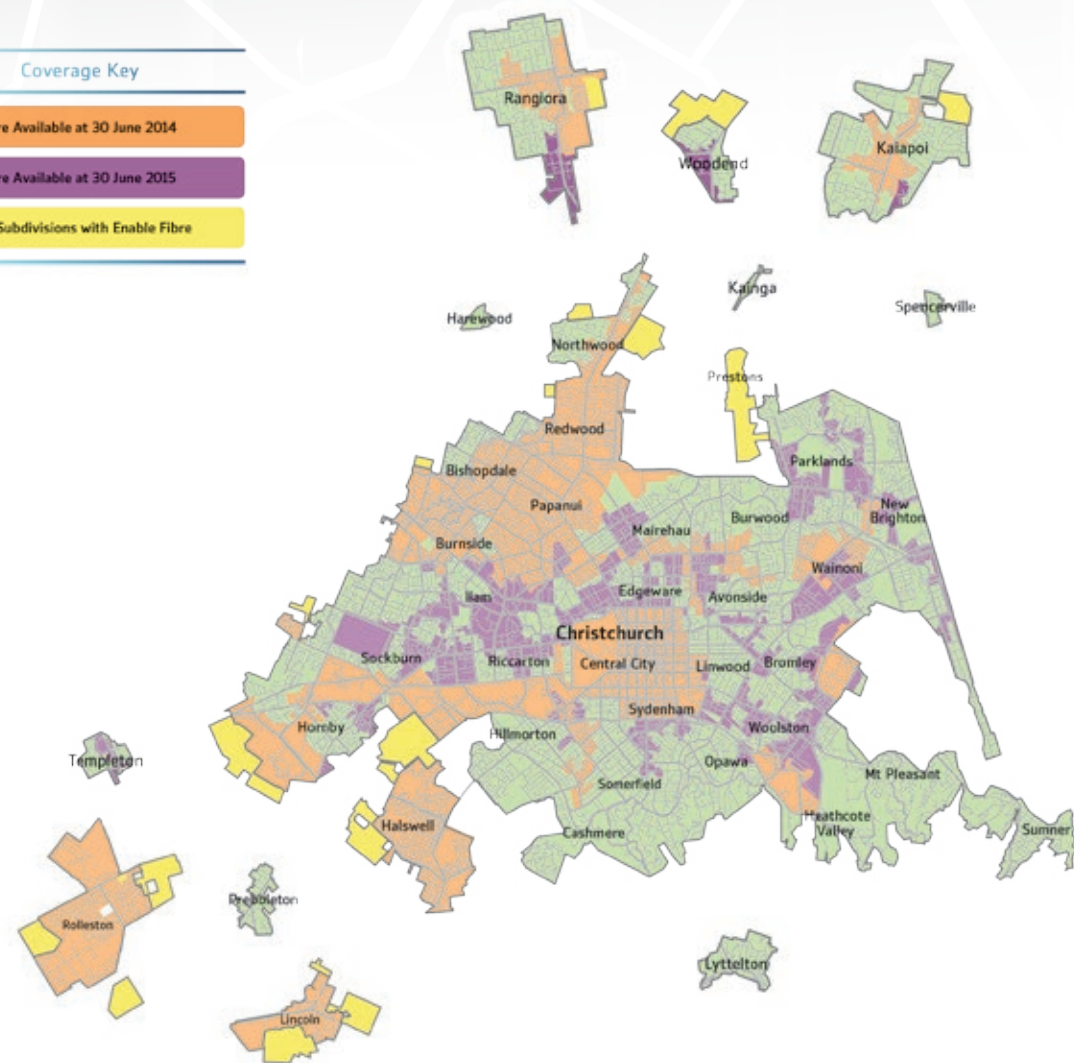 Coverage Key
re Available at 30 June 2014
re Available at 30 June 2015
Subdivisions with Enable Fibre
Rangiora
Woodend
Kaiapoi
Harewood
Kainga
Spencerville
Northwood
Prestons
Redwood
Bishopdale
Parklands
Papanui
Burwood
New
Brighton
Mairehau
Burnside
Wainoni
Ilam
Edgeware
Avonside
Christchurch
Sockburn
Riccarton
Central City
Linwood
Bromley
Sydenham
Hornby
Hillmorton
Woolston
Templeton
Opawa
Mt Pleasant
Somerfield
Halswell
Cashmere
Heathcote
Valley
Sumner
Prebbleton
Rolleston
Lyttelton
Lincoln